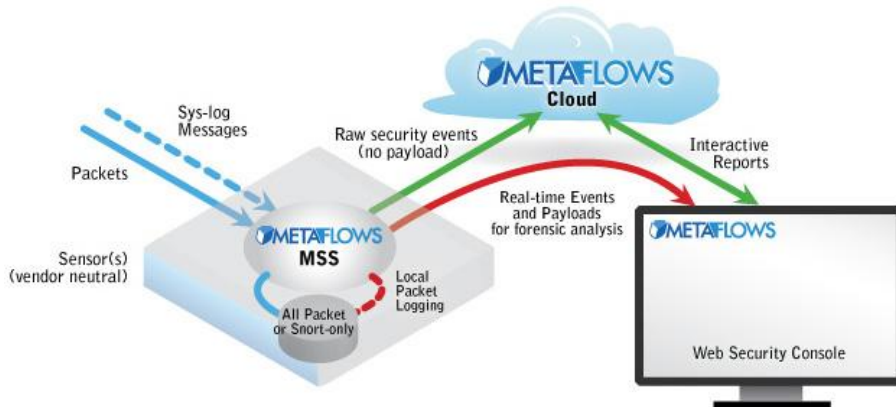 METAFLOWS
Cloud
Sys-log
Messages
Raw security events
(no payload)
Interactive
Reports
Packets
Real-time Events
and Payloads
for forensic analysis
METAFLOWS
MSS
METAFLOWS
Sensor(s)
(vendor neutral)
Local
Packet
Logging
All Packet
or Snort-only
Web Security Console